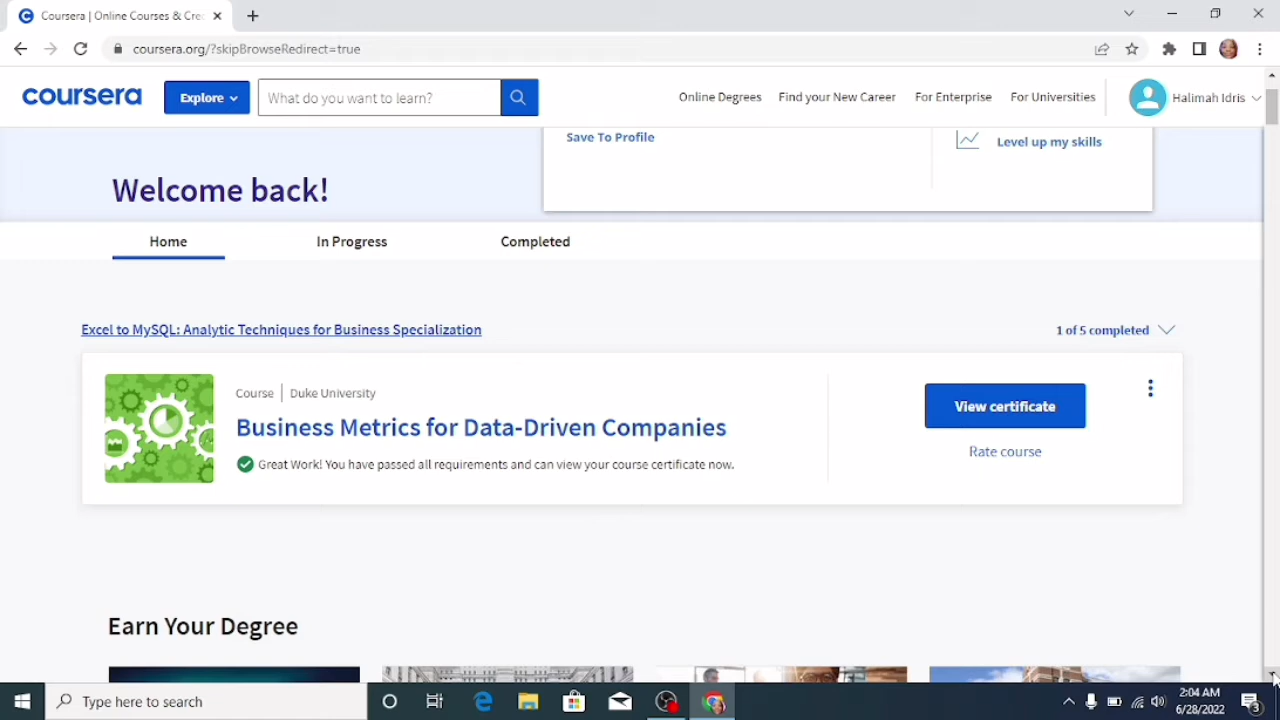 Coursera | Online Courses & Cre
coursera.org/?skipBrowseRedirect=true
coursera
Explore
What do you want to learn?
Online Degrees
Find your New Career
For Enterprise
For Universities
Halimah Idris
Save To Profile
Level up my skills
Welcome back!
Home
In Progress
Completed
Excel to MySQL: Analytic Techniques for Business Specialization
1 of 5 completed
Course | Duke University
Business Metrics for Data-Driven Companies
Great Work! You have passed all requirements and can view your course certificate now.
View certificate
Rate course
Earn Your Degree
Type here to search
2:04 AM
6/28/2022
3